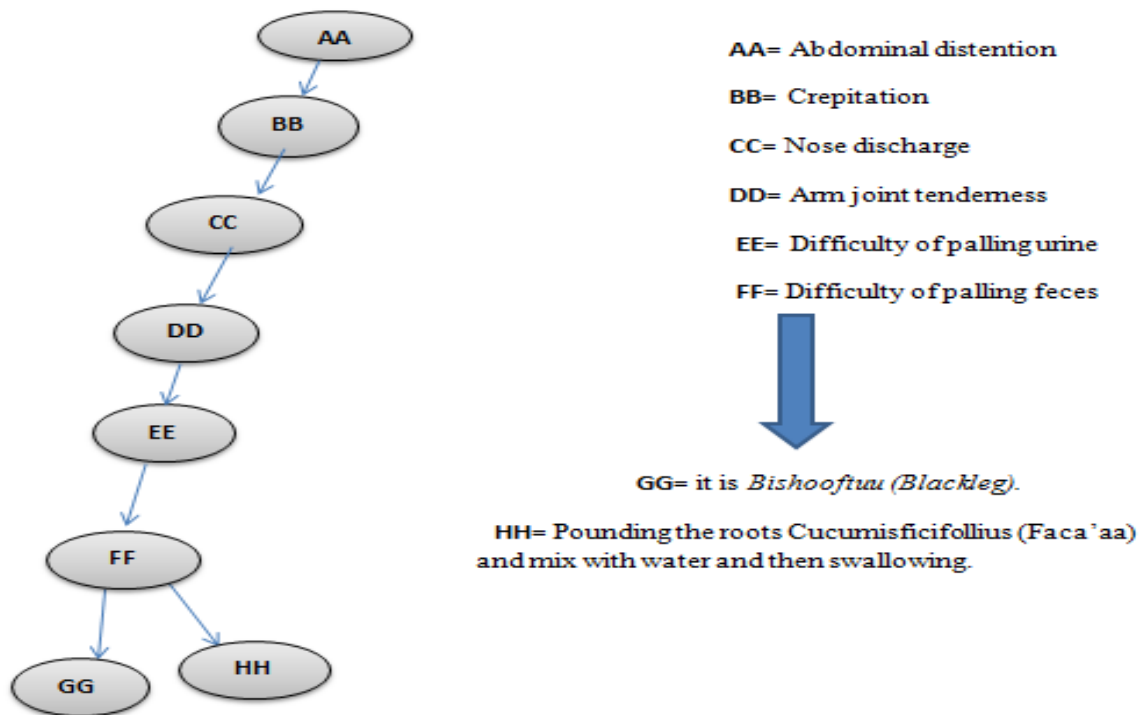 AA
BB
CC
DD
EE
FF
GG
HH
AA= Abdominal distention
BB= Crepitation
CC= Nose discharge
DD= Arm joint tenderness
EE= Difficulty of palling urine
FF= Difficulty of palling feces
GG= it is Bishooftuu (Blackleg).
HH= Pounding the roots Cucumisficifollius (Faca’aa)
and mix with water and then swallowing.